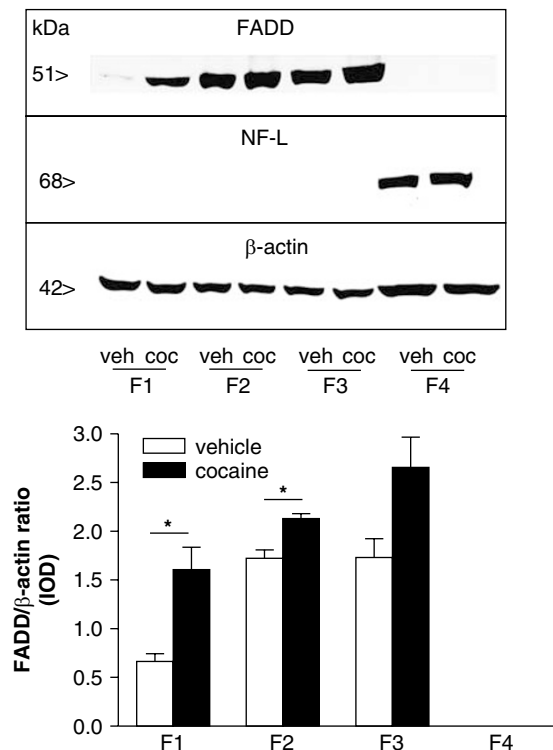 kDa
FADD
51>
NF-L
68>
β-actin
42>
veh coc veh coc veh coc veh coc
F1 F2 F3 F4
vehicle
cocaine
3.0
2.5
2.0
1.5
1.0
0.5
0.0
* *
FADD/β-actin ratio
(IOD)
F1 F2 F3 F4